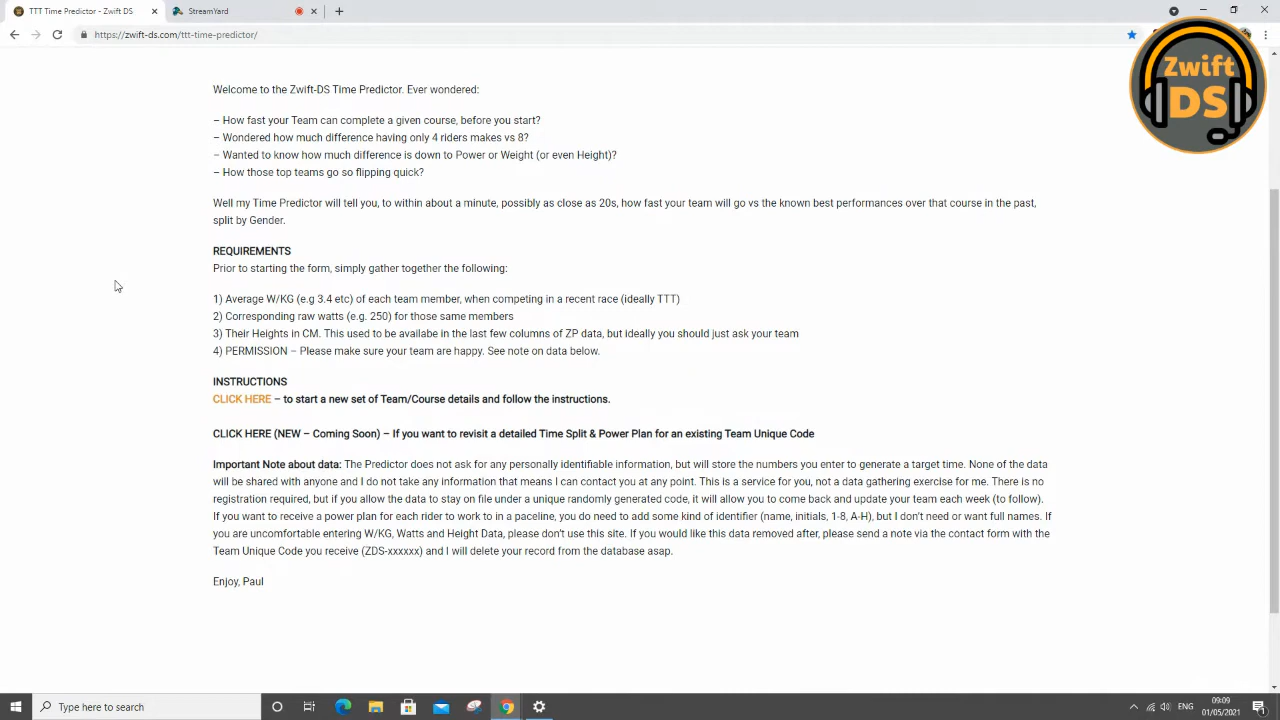 TTT Time Predictor - Zwift DS
StreamYard
https://zwift-ds.com/ttt-time-predictor/
Zwift
DS
Welcome to the Zwift-DS Time Predictor. Ever wondered:
– How fast your Team can complete a given course, before you start?
– Wondered how much difference having only 4 riders makes vs 8?
– Wanted to know how much difference is down to Power or Weight (or even Height)?
– How those top teams go so flipping quick?
Well my Time Predictor will tell you, to within about a minute, possibly as close as 20s, how fast your team will go vs the known best performances over that course in the past,
split by Gender.
REQUIREMENTS
Prior to starting the form, simply gather together the following:
1) Average W/KG (e.g 3.4 etc) of each team member, when competing in a recent race (ideally TTT)
2) Corresponding raw watts (e.g. 250) for those same members
3) Their Heights in CM. This used to be availabe in the last few columns of ZP data, but ideally you should just ask your team
4) PERMISSION – Please make sure your team are happy. See note on data below.
INSTRUCTIONS
CLICK HERE – to start a new set of Team/Course details and follow the instructions.
CLICK HERE (NEW – Coming Soon) – If you want to revisit a detailed Time Split & Power Plan for an existing Team Unique Code
Important Note about data: The Predictor does not ask for any personally identifiable information, but will store the numbers you enter to generate a target time. None of the data
will be shared with anyone and I do not take any information that means I can contact you at any point. This is a service for you, not a data gathering exercise for me. There is no
registration required, but if you allow the data to stay on file under a unique randomly generated code, it will allow you to come back and update your team each week (to follow).
If you want to receive a power plan for each rider to work to in a paceline, you do need to add some kind of identifier (name, initials, 1-8, A-H), but I don't need or want full names. If
you are uncomfortable entering W/KG, Watts and Height Data, please don't use this site. If you would like this data removed after, please send a note via the contact form with the
Team Unique Code you receive (ZDS-xxxxxx) and I will delete your record from the database asap.
Enjoy, Paul
Type here to search
09:09
01/05/2021
1